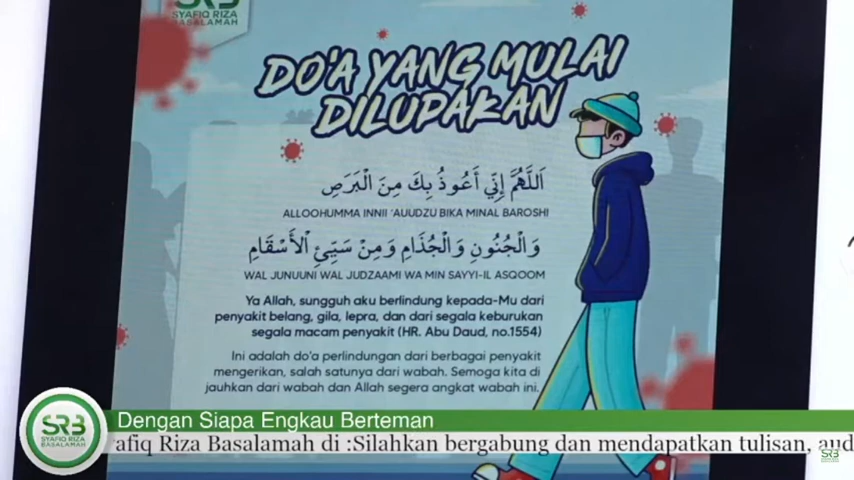 SRB
SYAFIQ RIZA
BASALAMAH
DO'A YANG MULAI
DILUPAKAN
اَللَّهُمَّ إِنِّي أَعُوذُ بِكَ مِنَ الْبَرَصِ
ALLOOHUMMA INNII 'AUUDZU BIKA MINAL BAROSHI
وَالْجُنُونِ وَالْجُذَامِ وَمِنْ سَيِّئِ الْأَسْقَامِ
WAL JUNUUNI WAL JUDZAAMI WA MIN SAYYI-IL ASQOOM
Ya Allah, sungguh aku berlindung kepada-Mu dari
penyakit belang, gila, lepra, dan dari segala keburukan
segala macam penyakit (HR. Abu Daud, no.1554)
Ini adalah do'a perlindungan dari berbagai penyakit
mengerikan, salah satunya dari wabah. Semoga kita di
jauhkan dari wabah dan Allah segera angkat wabah ini.
SRB
SYAFIQ RIZA
BASALAMAH
Dengan Siapa Engkau Berteman
afiq Riza Basalamah di :Silahkan bergabung dan mendapatkan tulisan, aud
SRB